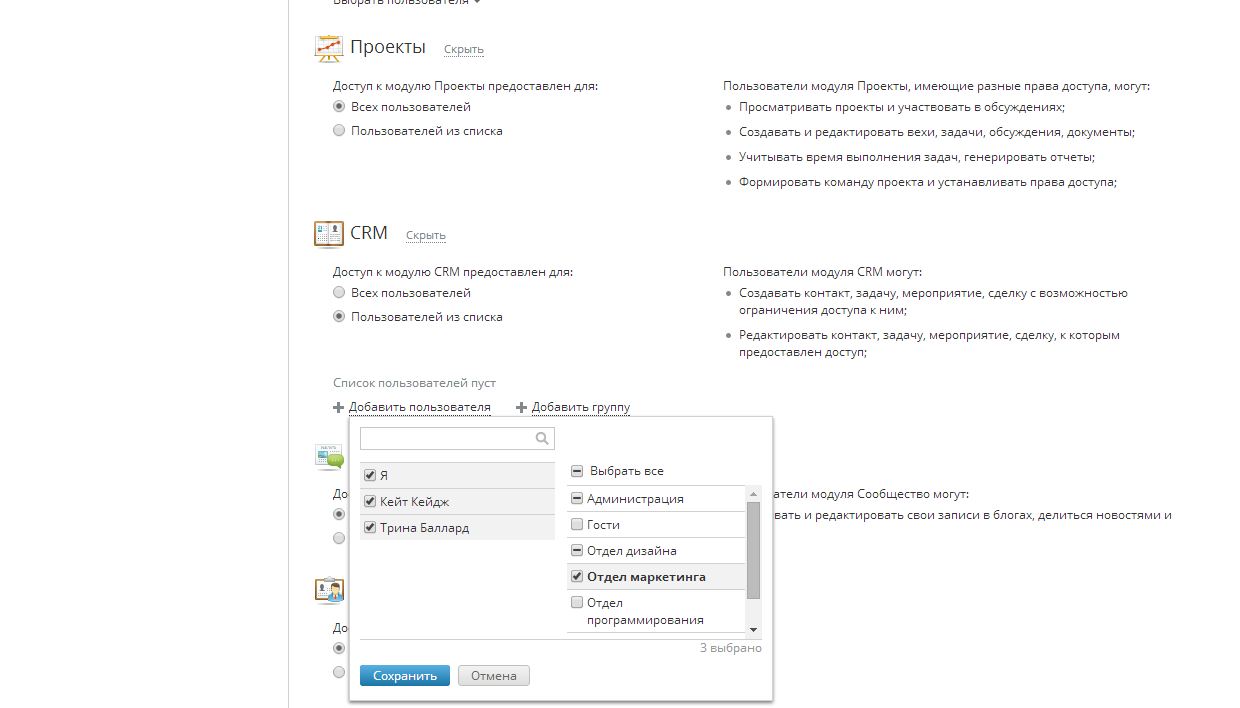 Выбрать пользователя
Проекты Скрыть
Доступ к модулю Проекты предоставлен для:
Всех пользователей
Пользователей из списка
Пользователи модуля Проекты, имеющие разные права доступа, могут:
Просматривать проекты и участвовать в обсуждениях;
Создавать и редактировать вехи, задачи, обсуждения, документы;
Учитывать время выполнения задач, генерировать отчеты;
Формировать команду проекта и устанавливать права доступа;
CRM Скрыть
Доступ к модулю CRM предоставлен для:
Всех пользователей
Пользователей из списка
Пользователи модуля CRM могут:
Создавать контакт, задачу, мероприятие, сделку с возможностью
ограничения доступа к ним;
Редактировать контакт, задачу, мероприятие, сделку, к которым
предоставлен доступ;
Список пользователей пуст
Добавить пользователя Добавить группу
Я
Кейт Кейдж
Трина Баллард
Выбрать все
Администрация
Гости
Отдел дизайна
Отдел маркетинга
Отдел
программирования
3 выбрано
Сохранить Отмена
До
атели модуля Сообщество могут:
вать и редактировать свои записи в блогах, делиться новостями и
До